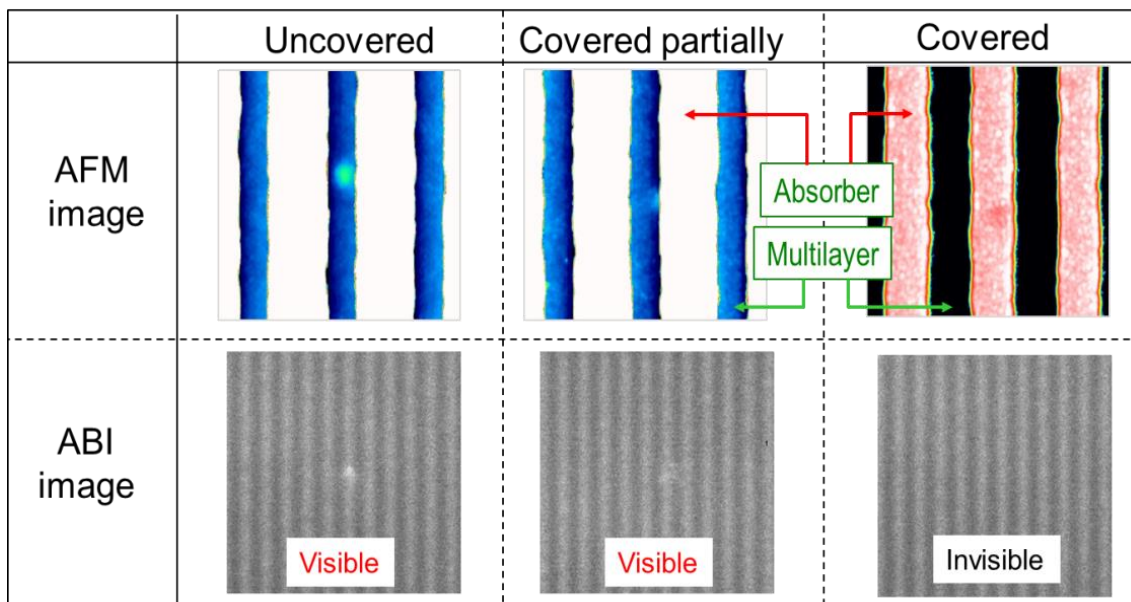 Uncovered
Covered partially
Covered
AFM
image
Absorber
Multilayer
ABI
image
Visible
Visible
Invisible